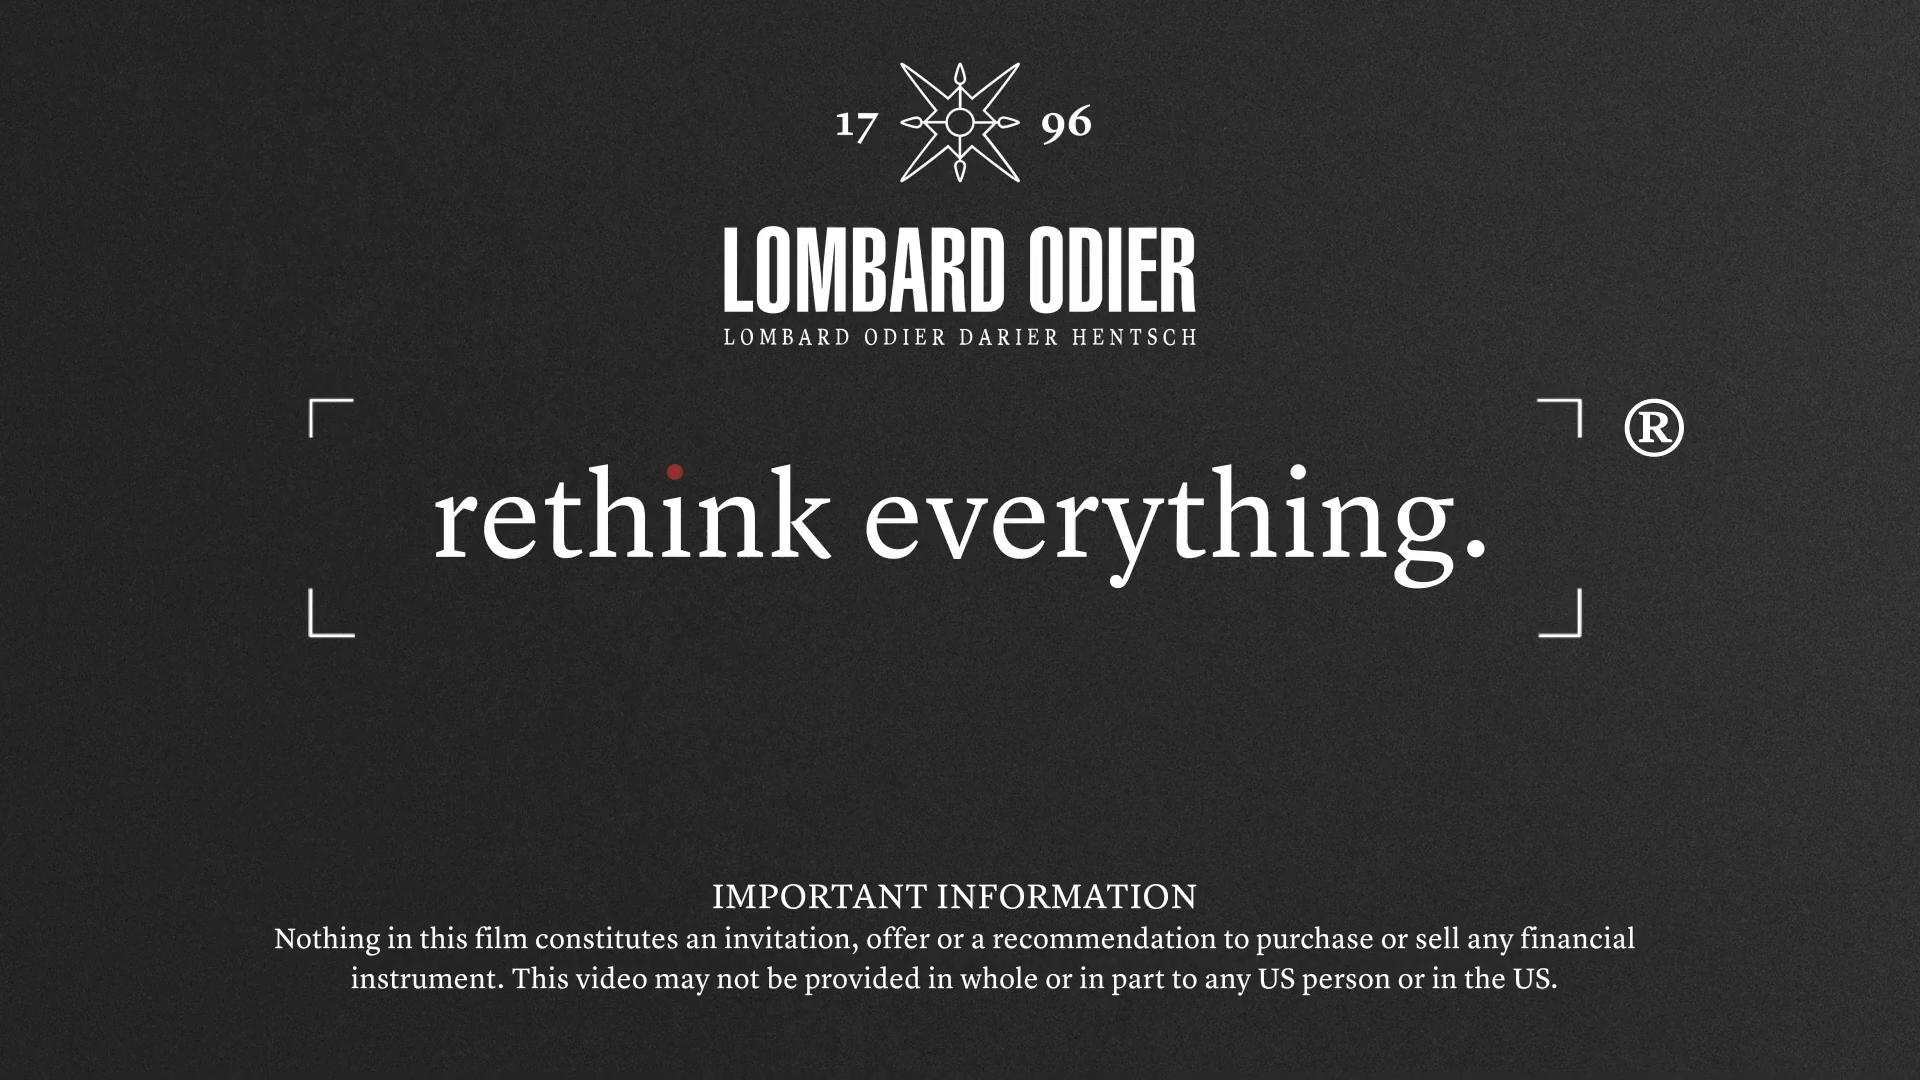 17 96
LOMBARD ODIER
LOMBARD ODIER DARIER HENTSCH
rethink everything. ®
IMPORTANT INFORMATION
Nothing in this film constitutes an invitation, offer or a recommendation to purchase or sell any financial
instrument. This video may not be provided in whole or in part to any US person or in the US.